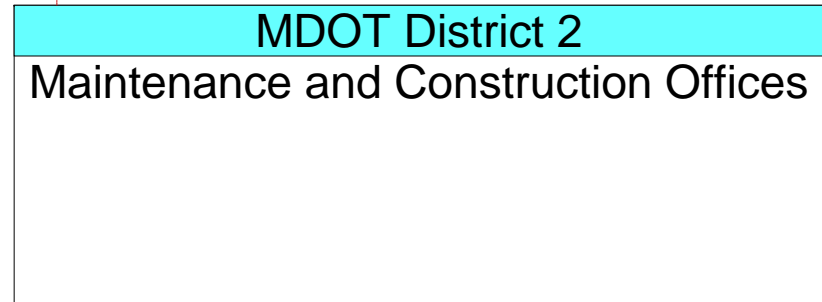 MDOT District 2
Maintenance and Construction Offices